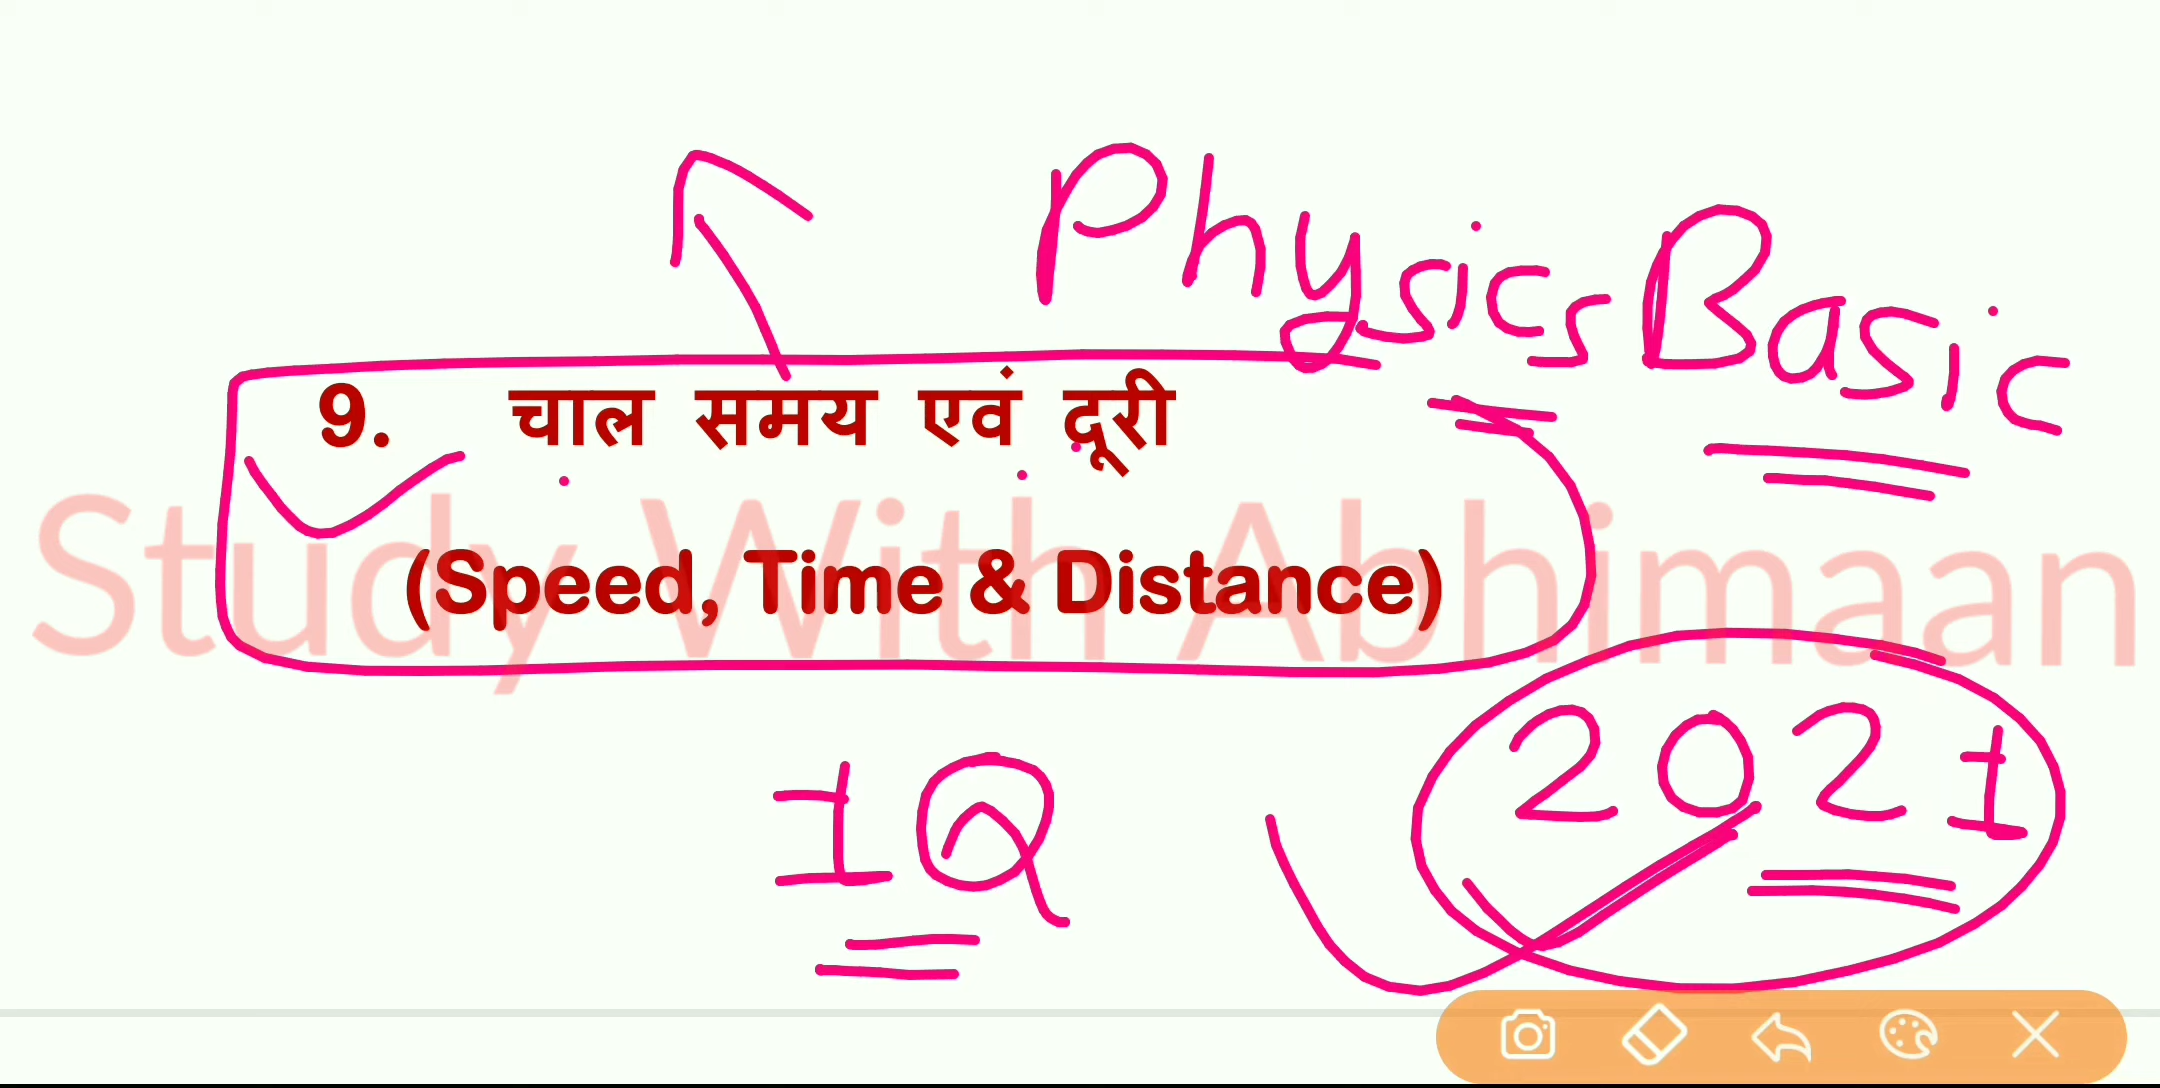 Physics Basic
9. चाल समय एवं दूरी
(Speed, Time & Distance)
Study With Abhimaan
1Q
2021